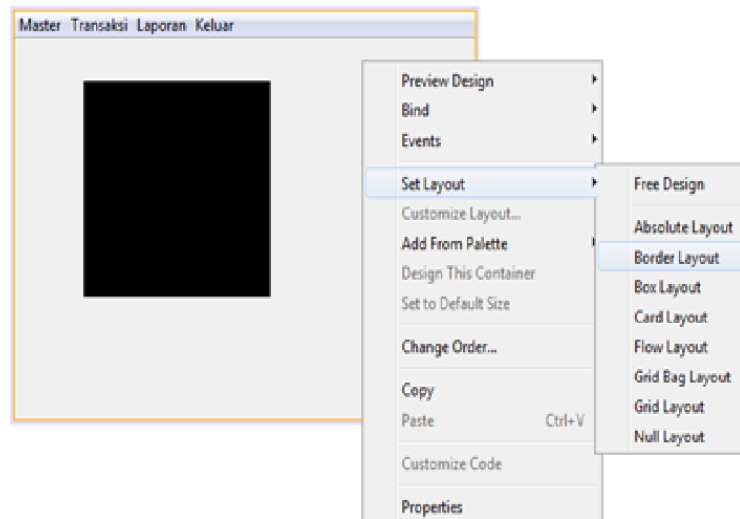 Master Transaksi Laporan Keluar
Preview Design
Bind
Events
Set Layout
Customize Layout...
Add From Palette
Design This Container
Set to Default Size
Change Order...
Copy
Paste Ctrl+V
Customize Code
Properties
Free Design
Absolute Layout
Border Layout
Box Layout
Card Layout
Flow Layout
Grid Bag Layout
Grid Layout
Null Layout